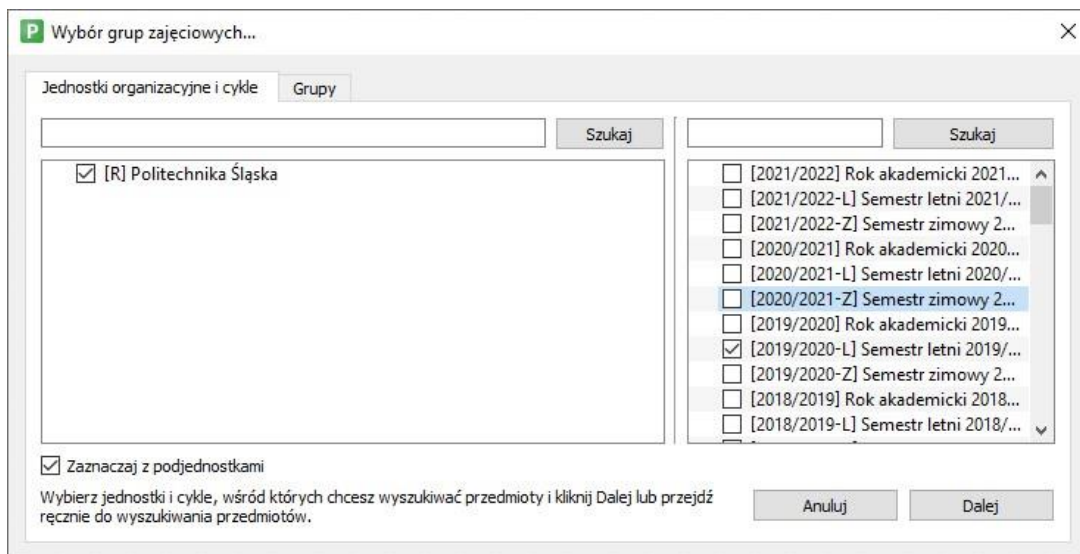 P Wybór grup zajęciowych...
Jednostki organizacyjne i cykle
Grupy
Szukaj
Szukaj
[R] Politechnika Śląska
[2021/2022] Rok akademicki 2021...
[2021/2022-L] Semestr letni 2021/...
[2021/2022-Z] Semestr zimowy 2...
[2020/2021] Rok akademicki 2020...
[2020/2021-L] Semestr letni 2020/...
[2020/2021-Z] Semestr zimowy 2...
[2019/2020] Rok akademicki 2019...
[2019/2020-L] Semestr letni 2019/...
[2019/2020-Z] Semestr zimowy 2...
[2018/2019] Rok akademicki 2018...
[2018/2019-L] Semestr letni 2018/...
Zaznaczaj z podjednostkami
Wybierz jednostki i cykle, wśród których chcesz wyszukiwać przedmioty i kliknij Dalej lub przejdź
ręcznie do wyszukiwania przedmiotów.
Anuluj
Dalej